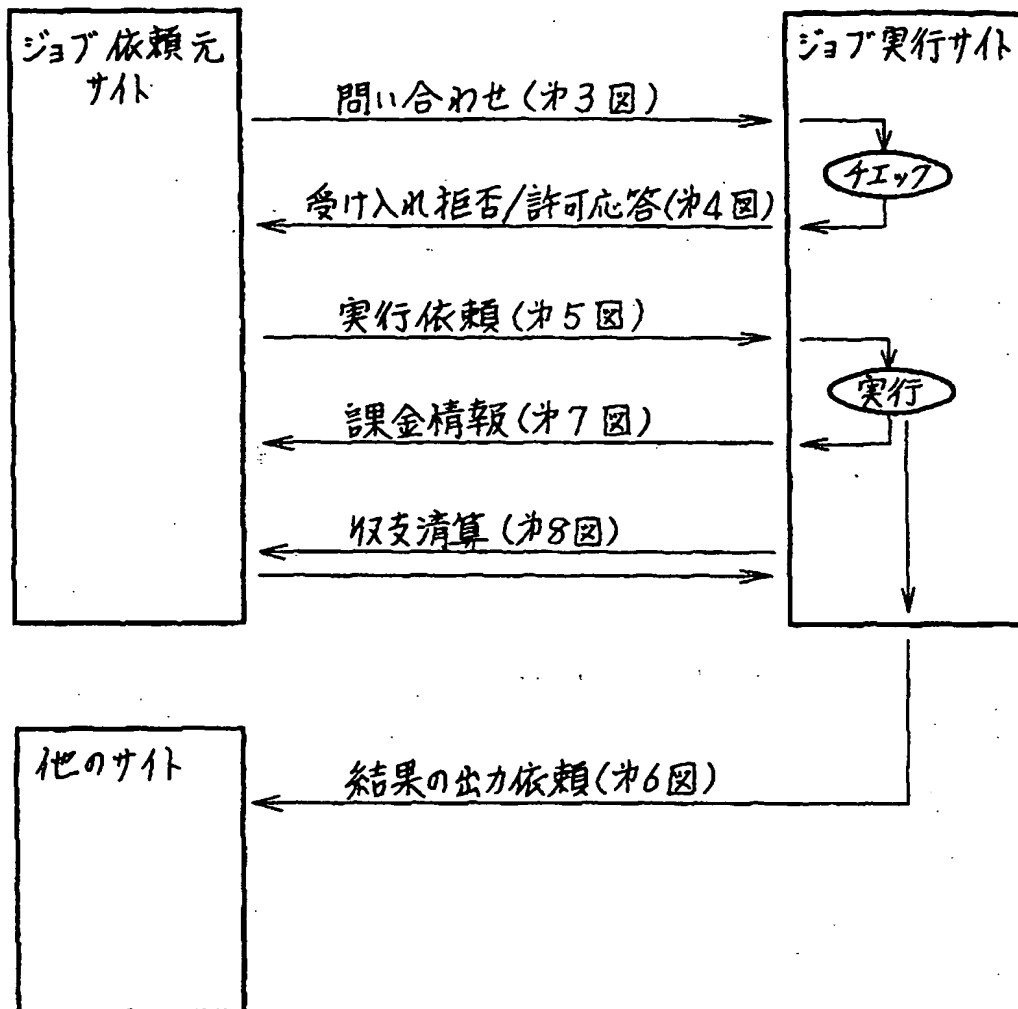 ジョブ依頼元
サイト
ジョブ実行サイト
問い合わせ(第3図)
チェック
受け入れ拒否/許可応答(第4図)
実行依頼(第5図)
実行
課金情報(第7図)
収支清算(第8図)
他のサイト
結果の出力依頼(第6図)